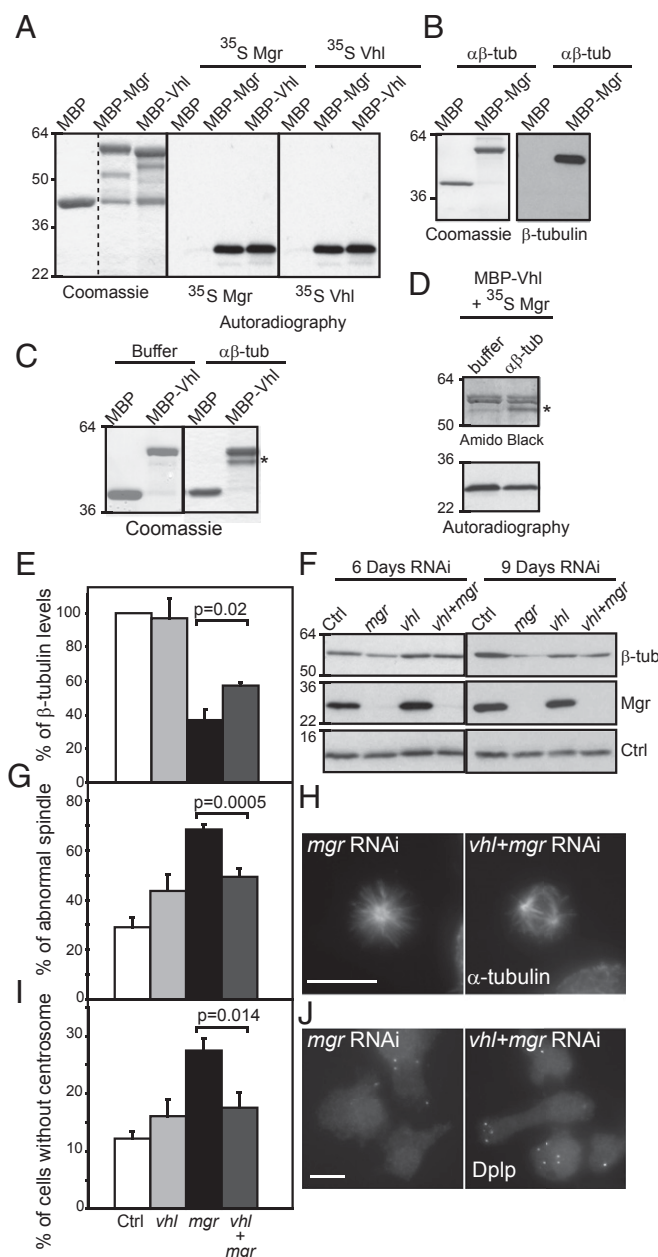 A
35S Mgr 35S Vhl
MBP MBP-Mgr MBP-Vhl MBP MBP-Mgr MBP-Vhl MBP MBP-Mgr MBP-Vhl
64
50
36
22
Coomassie
35S Mgr 35S Vhl
Autoradiography
B
αβ-tub αβ-tub
MBP MBP-Mgr MBP MBP-Mgr
64
36
Coomassie β-tubulin
C
Buffer αβ-tub
MBP MBP-Vhl MBP MBP-Vhl
64
*
36
Coomassie
D
MBP-Vhl
+ 35S Mgr
buffer αβ-tub
64
*
50
Amido Black
36
22
Autoradiography
E
% of β-tubulin levels
100
80
60
40
20
0
p=0.02
F
6 Days RNAi 9 Days RNAi
Ctrl mgr vhl vhl+mgr Ctrl mgr vhl vhl+mgr
64
50
β-tub
36
22
Mgr
16
Ctrl
G
% of abnormal spindle
80
60
40
20
0
p=0.0005
H
mgr RNAi vhl+mgr RNAi
α-tubulin
I
% of cells without centrosome
30
20
10
0
p=0.014
Ctrl vhl mgr vhl
+
mgr
J
mgr RNAi vhl+mgr RNAi
Dplp